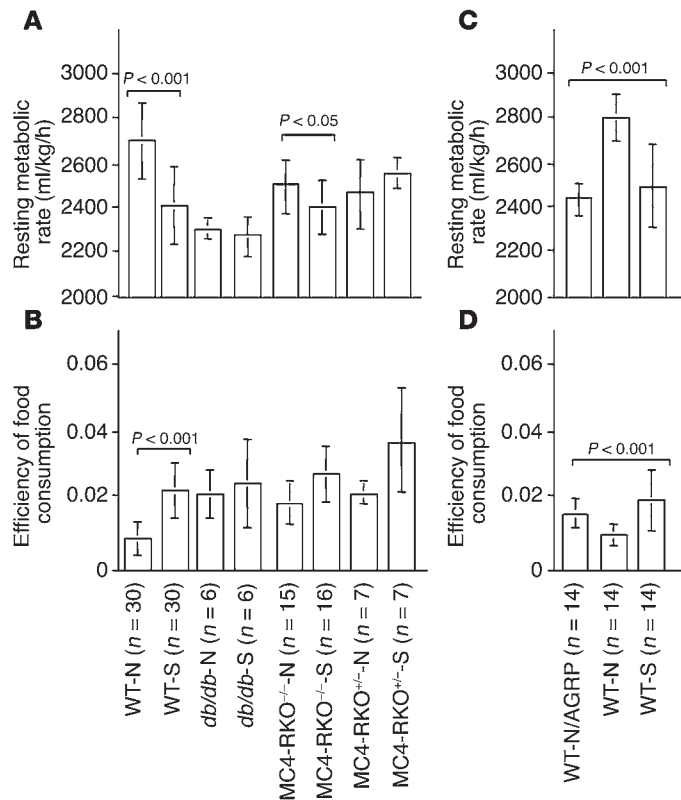 A
Resting metabolic
rate (ml/kg/h)
3000
2800
2600
2400
2200
2000
P < 0.001
P < 0.05
C
Resting metabolic
rate (ml/kg/h)
3000
2800
2600
2400
2200
2000
P < 0.001
B
Efficiency of food
consumption
0.06
0.04
0.02
0
P < 0.001
WT-N (n = 30)
WT-S (n = 30)
db/db-N (n = 6)
db/db-S (n = 6)
MC4-RKO–/–-N (n = 15)
MC4-RKO–/–-S (n = 16)
MC4-RKO+/–-N (n = 7)
MC4-RKO+/–-S (n = 7)
D
Efficiency of food
consumption
0.06
0.04
0.02
0
P < 0.001
WT-N/AGRP (n = 14)
WT-N (n = 14)
WT-S (n = 14)